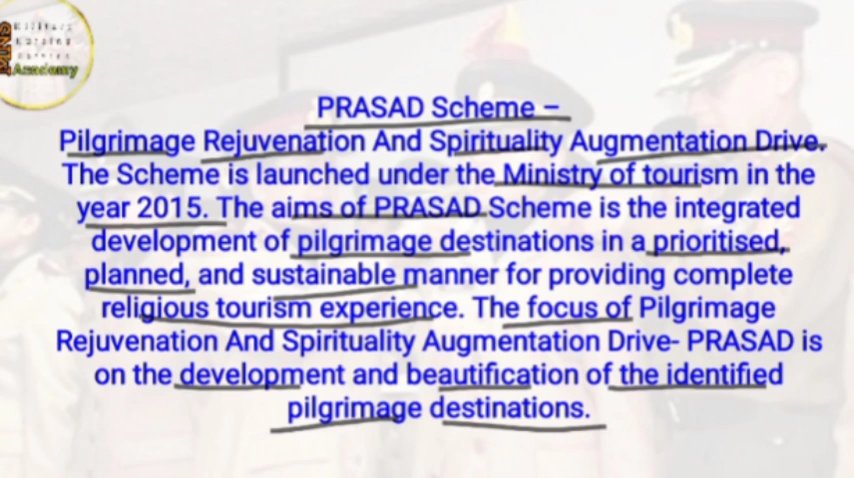 Academy
PRASAD Scheme –
Pilgrimage Rejuvenation And Spirituality Augmentation Drive.
The Scheme is launched under the Ministry of tourism in the
year 2015. The aims of PRASAD Scheme is the integrated
development of pilgrimage destinations in a prioritised,
planned, and sustainable manner for providing complete
religious tourism experience. The focus of Pilgrimage
Rejuvenation And Spirituality Augmentation Drive- PRASAD is
on the development and beautification of the identified
pilgrimage destinations.